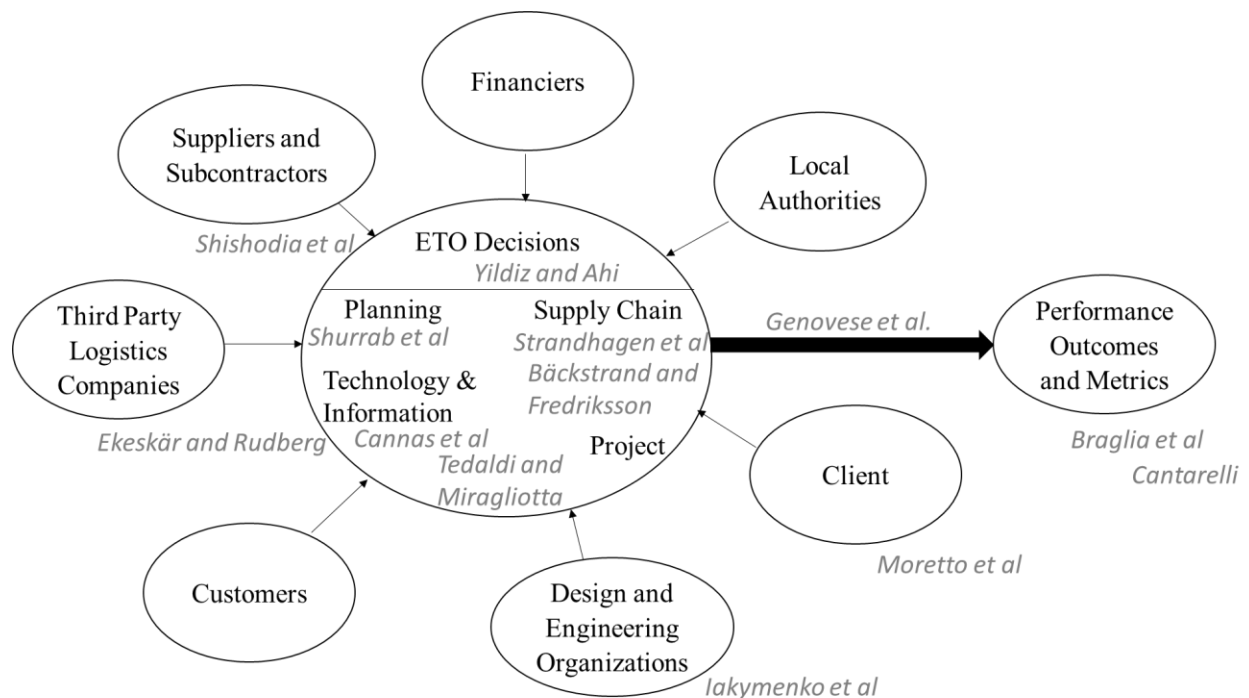 Financiers
Suppliers and
Subcontractors
Shishodia et al
Local
Authorities
ETO Decisions
Yildiz and Ahi
Third Party
Logistics
Companies
Ekeskär and Rudberg
Planning
Shurrab et al
Technology &
Information
Cannas et al
Tedaldi and
Miragliotta
Supply Chain
Strandhagen et al
Bäckstrand and
Fredriksson
Project
Genovese et al.
Performance
Outcomes
and Metrics
Braglia et al
Cantarelli
Client
Moretto et al
Customers
Design and
Engineering
Organizations
Iakymenko et al